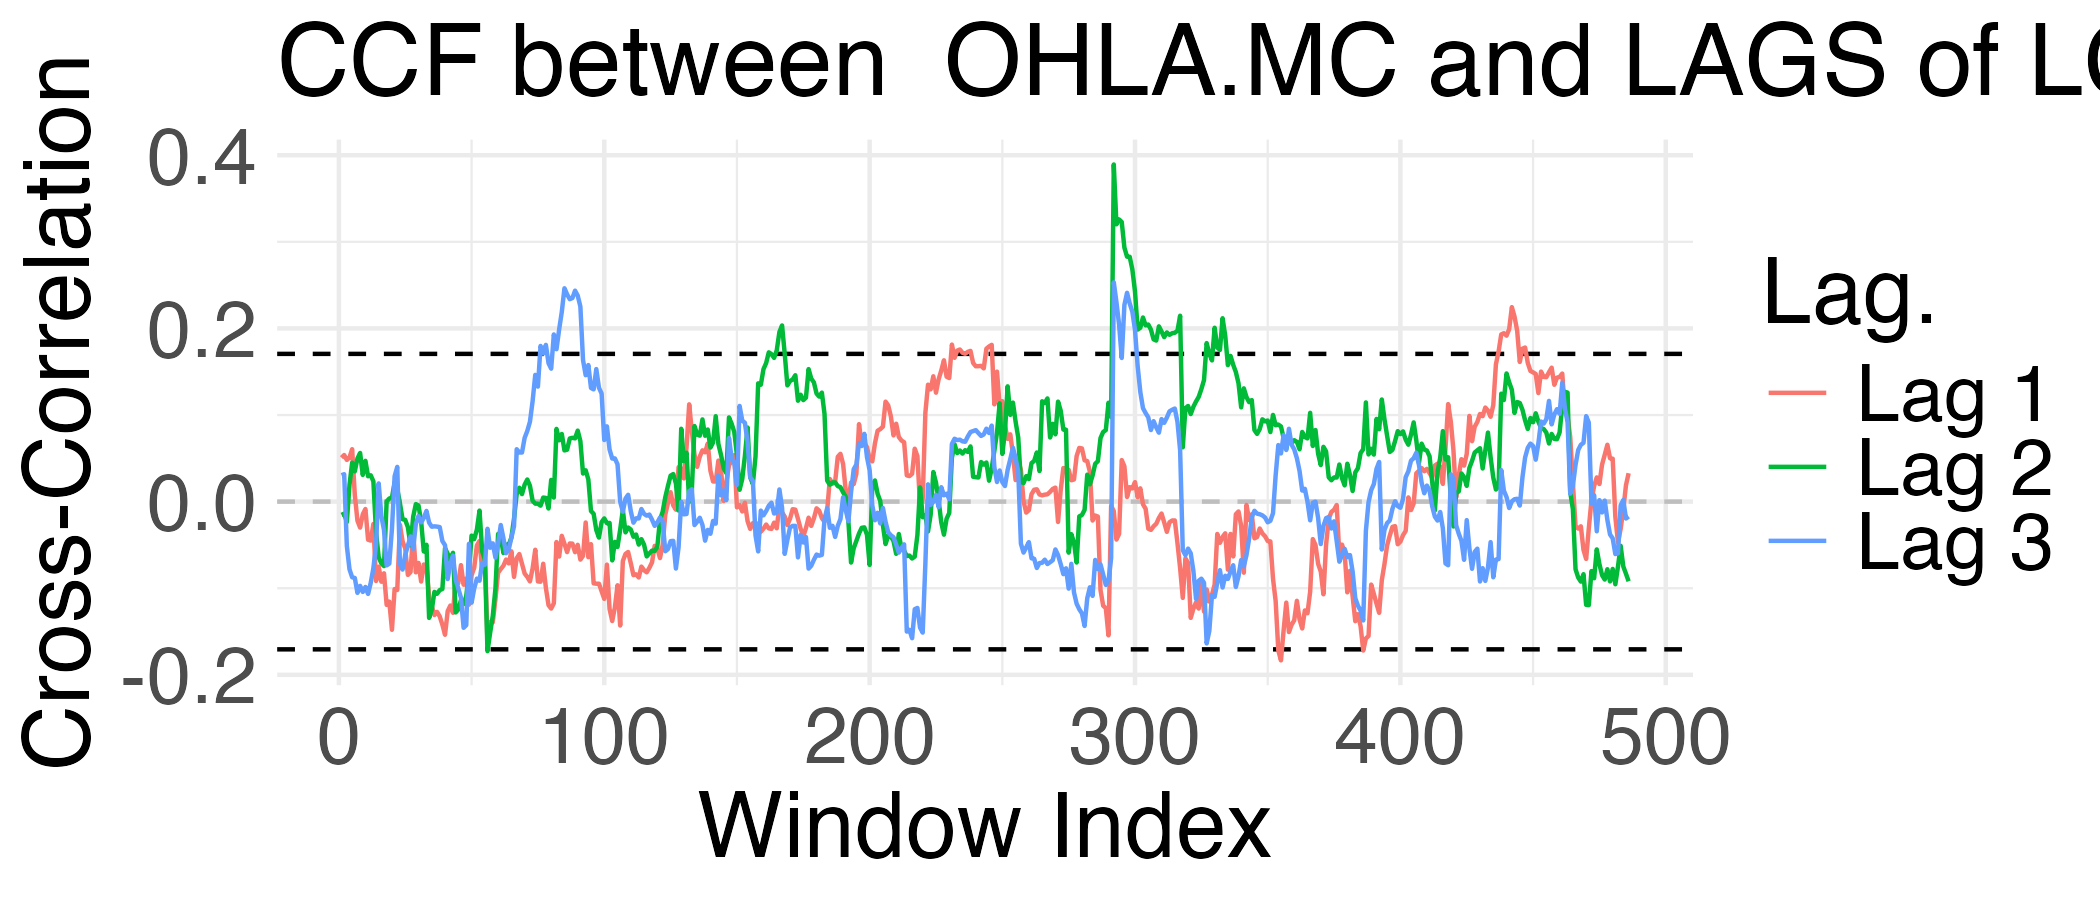 CCF between OHLA.MC and LAGS of
Cross-Correlation
0.4
0.2
0.0
-0.2
0 100 200 300 400 500
Window Index
Lag.
Lag 1
Lag 2
Lag 3